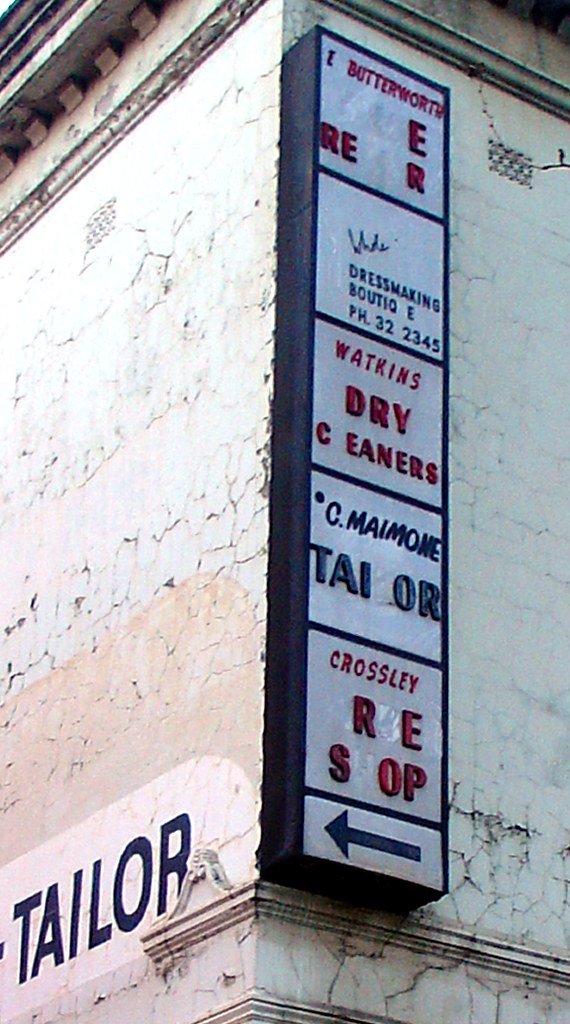 E BUTTERWORTH
E
RE R
DRESSMAKING
BOUTIQ E
PH. 32 2345
WATKINS
DRY
C EANERS
C. MAIMONE
TAI OR
CROSSLEY
R E
S OP
TAILOR